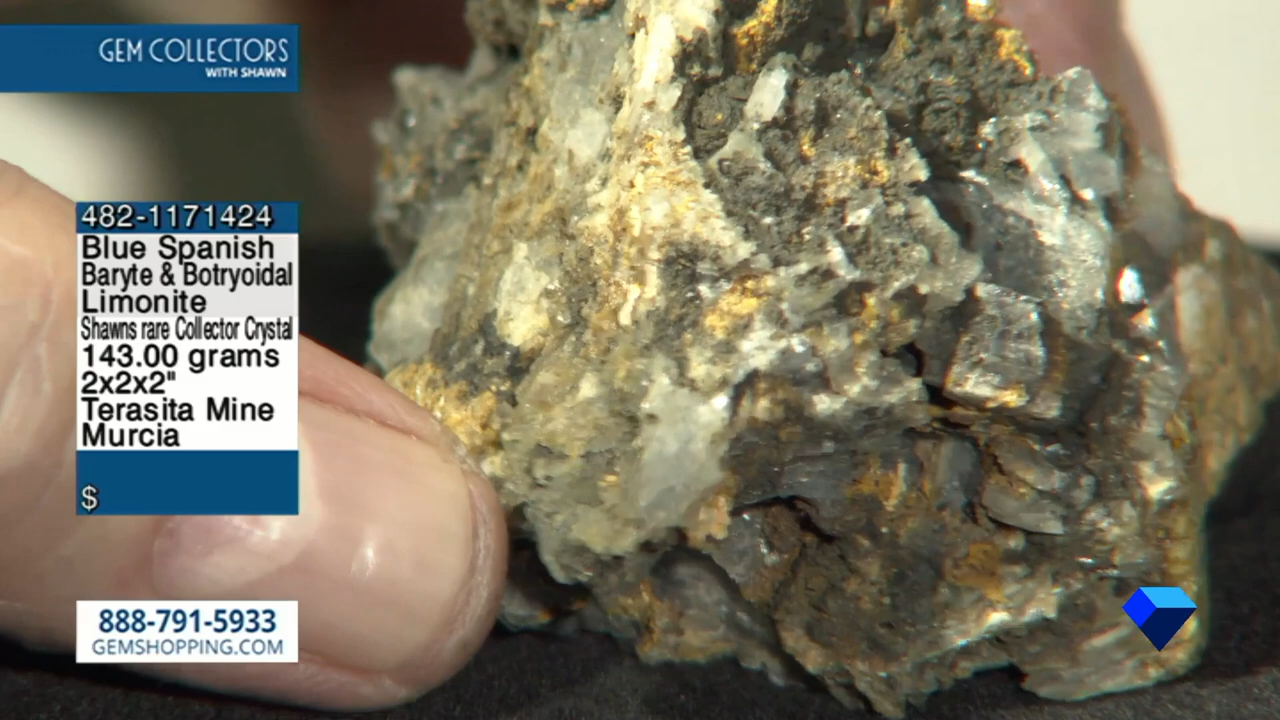 GEM COLLECTORS
WITH SHAWN
482-1171424
Blue Spanish
Baryte & Botryoidal
Limonite
Shawns rare Collector Crystal
143.00 grams
2x2x2"
Terasita Mine
Murcia
$
888-791-5933
GEMSHOPPING.COM